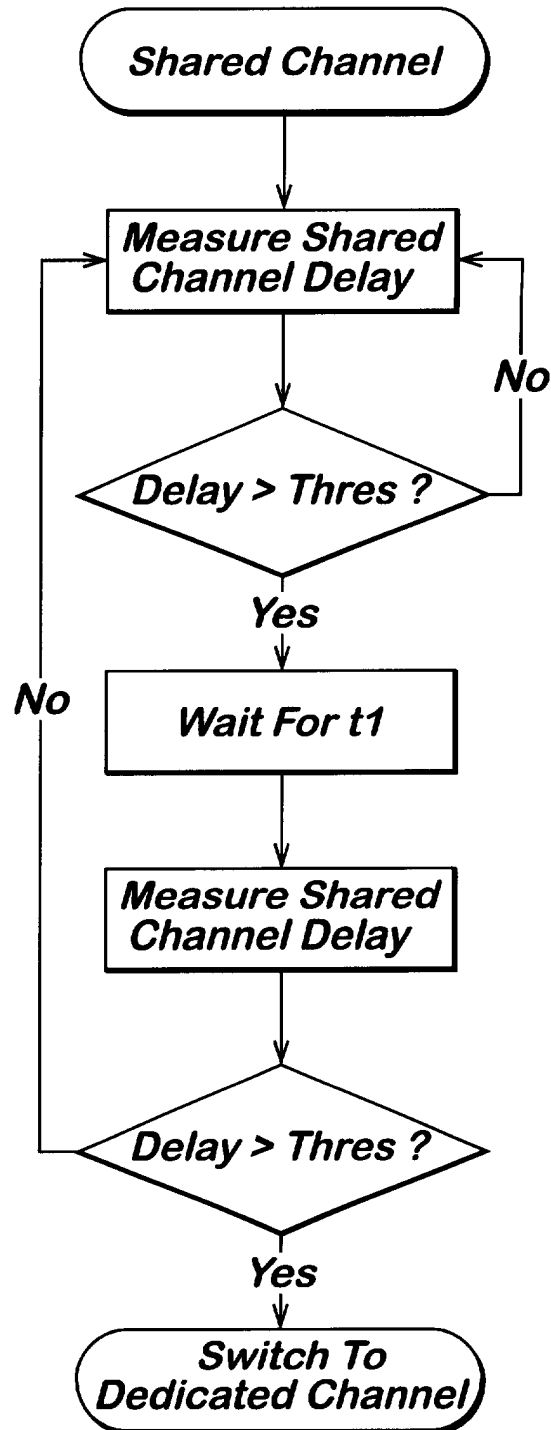 Shared Channel
Measure Shared
Channel Delay
No
Delay > Thres ?
Yes
No
Wait For t1
Measure Shared
Channel Delay
Delay > Thres ?
Yes
Switch To
Dedicated Channel